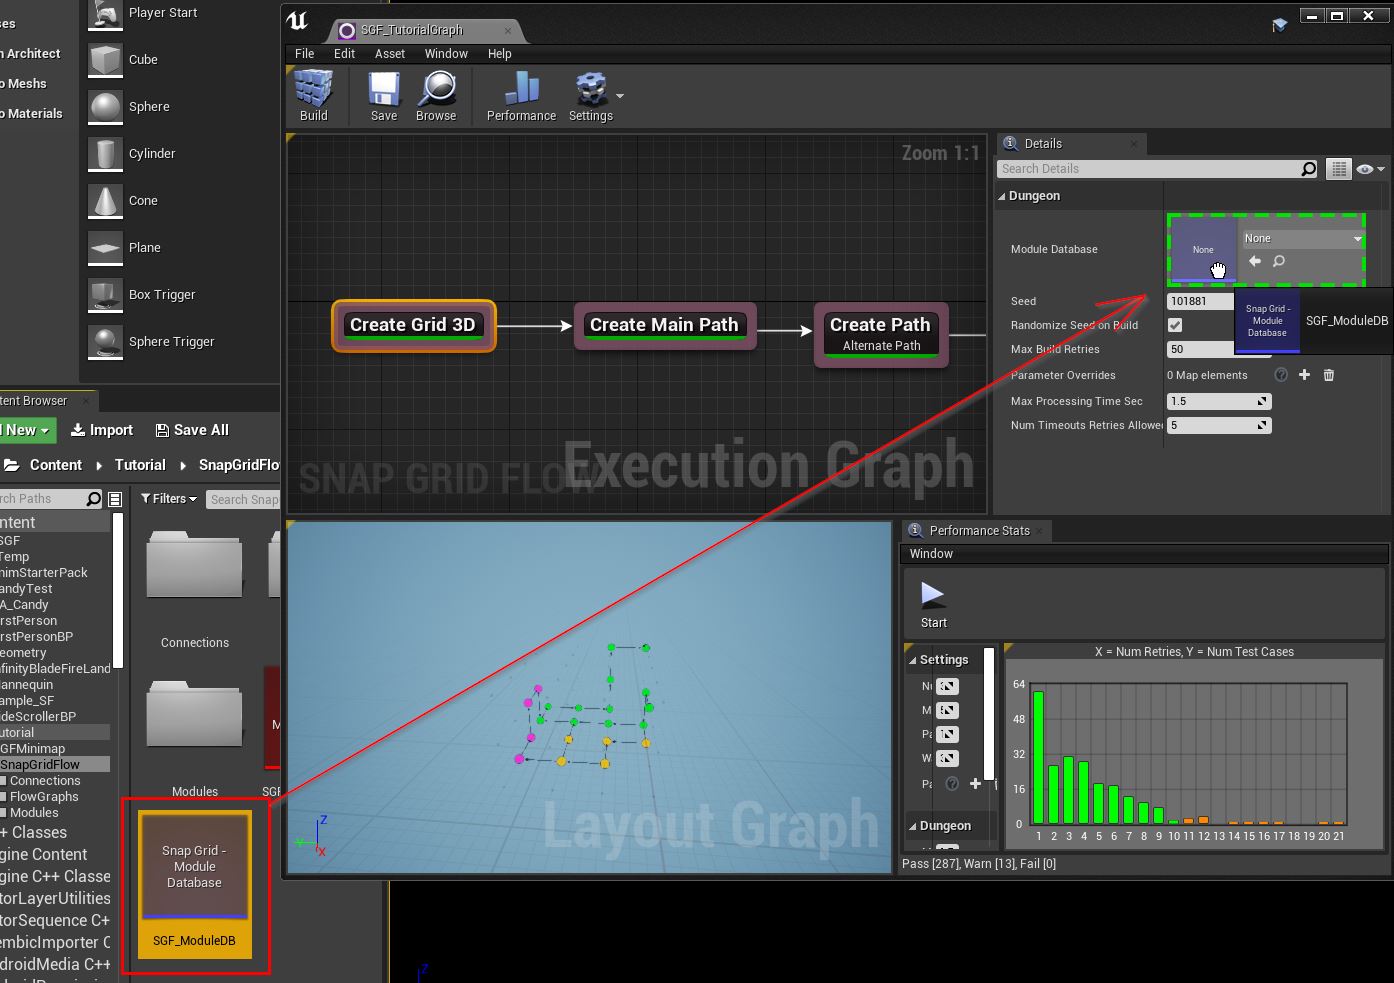 Player Start
Architect
Cube
Meshs
Sphere
Materials
Cylinder
Cone
Plane
Box Trigger
Sphere Trigger
SGF_TutorialGraph
File Edit Asset Window Help
Build Save Browse Performance Settings
Zoom 1:1
Create Grid 3D
Create Main Path
Create Path
Alternate Path
SNAP GRID FLOW
Execution Graph
Details
Search Details
Dungeon
Module Database
None
None
Seed 101881
Snap Grid -
Module
Database
SGF_ModuleDB
Randomize Seed on Build
Max Build Retries 50
Parameter Overrides 0 Map elements
Max Processing Time Sec 1.5
Num Timeouts Retries Allowe 5
tent Browser
New Import Save All
Content Tutorial SnapGridFlo
rch Paths
Filters Search Snap
ntent
SGF
Temp
nimStarterPack
andyTest
A_Candy
rstPerson
rstPersonBP
eometry
nfinityBladeFireLand
annequin
ample_SF
ideScrollerBP
utorial
GFMinimap
SnapGridFlow
Connections
FlowGraphs
Modules
++ Classes
gine Content
gine C++ Classe
torLayerUtilities
torSequence C+
embicImporter C
droidMedia C++
Connections
Modules
SGF
M
Snap Grid -
Module
Database
SGF_ModuleDB
Layout Graph
Z
Y
X
Z
Performance Stats
Window
Start
Settings
Nu
M
Pa
W
Pa
Dungeon
X = Num Retries, Y = Num Test Cases
64
48
32
16
0
1 2 3 4 5 6 7 8 9 10 11 12 13 14 15 16 17 18 19 20 21
Pass [287], Warn [13], Fail [0]